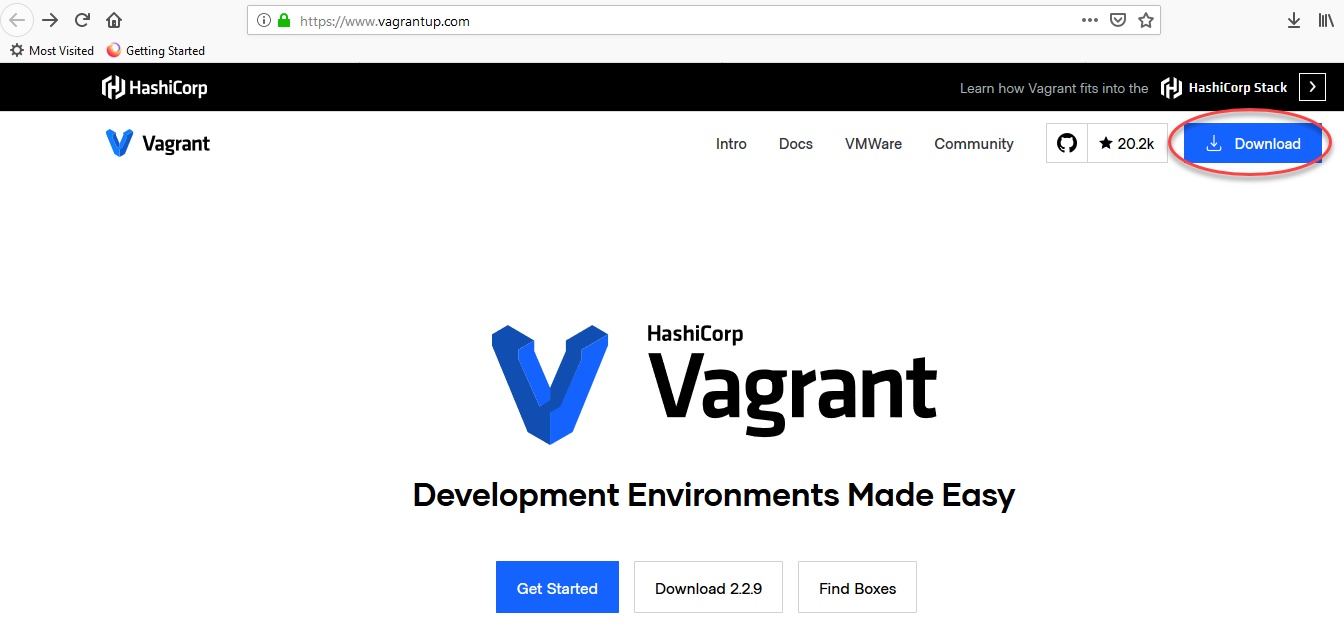 https://www.vagrantup.com
Most Visited Getting Started
HashiCorp Learn how Vagrant fits into the HashiCorp Stack
Vagrant Intro Docs VMWare Community 20.2k Download
HashiCorp
Vagrant
Development Environments Made Easy
Get Started Download 2.2.9 Find Boxes